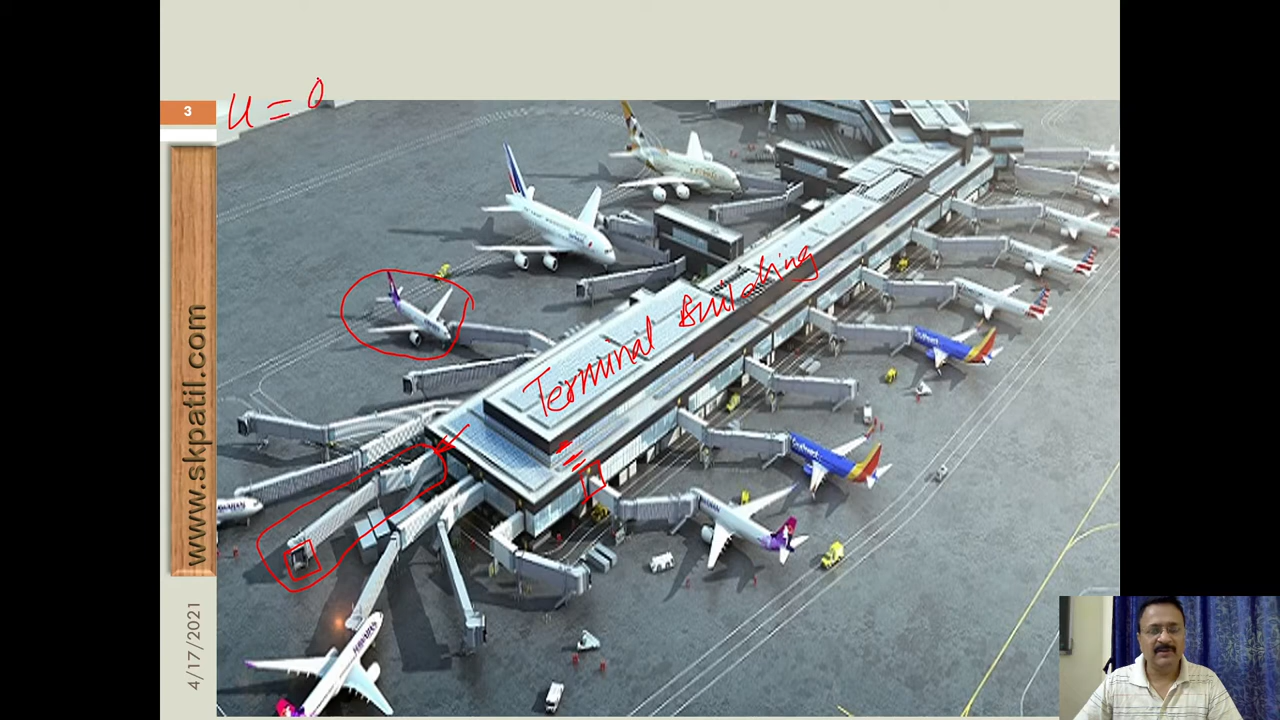 3
U = 0
Terminal Building
www.skpatil.com
4/17/2021